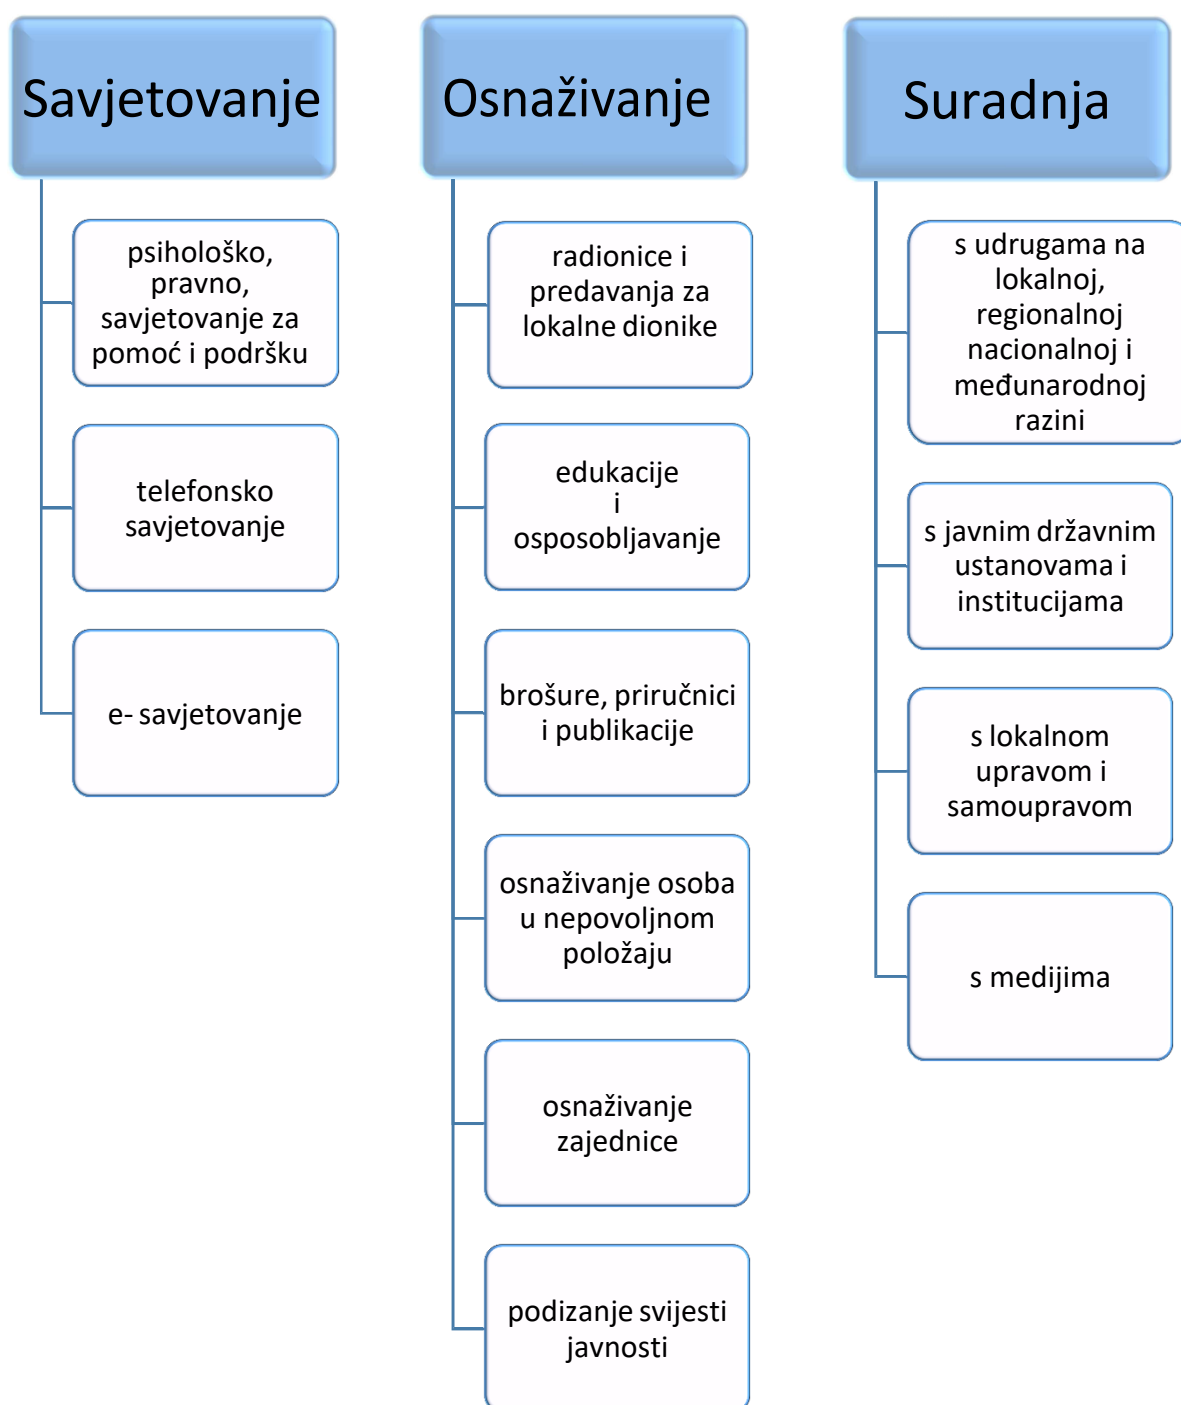 Savjetovanje
psihološko,
pravno,
savjetovanje za
pomoć i podršku
telefonsko
savjetovanje
e- savjetovanje
Osnaživanje
radionice i
predavanja za
lokalne dionike
edukacije
i
osposobljavanje
brošure, priručnici
i publikacije
osnaživanje osoba
u nepovoljnom
položaju
osnaživanje
zajednice
podizanje svijesti
javnosti
Suradnja
s udrugama na
lokalnoj,
regionalnoj
nacionalnoj i
međunarodnoj
razini
s javnim državnim
ustanovama i
institucijama
s lokalnom
upravom i
samoupravom
s medijima